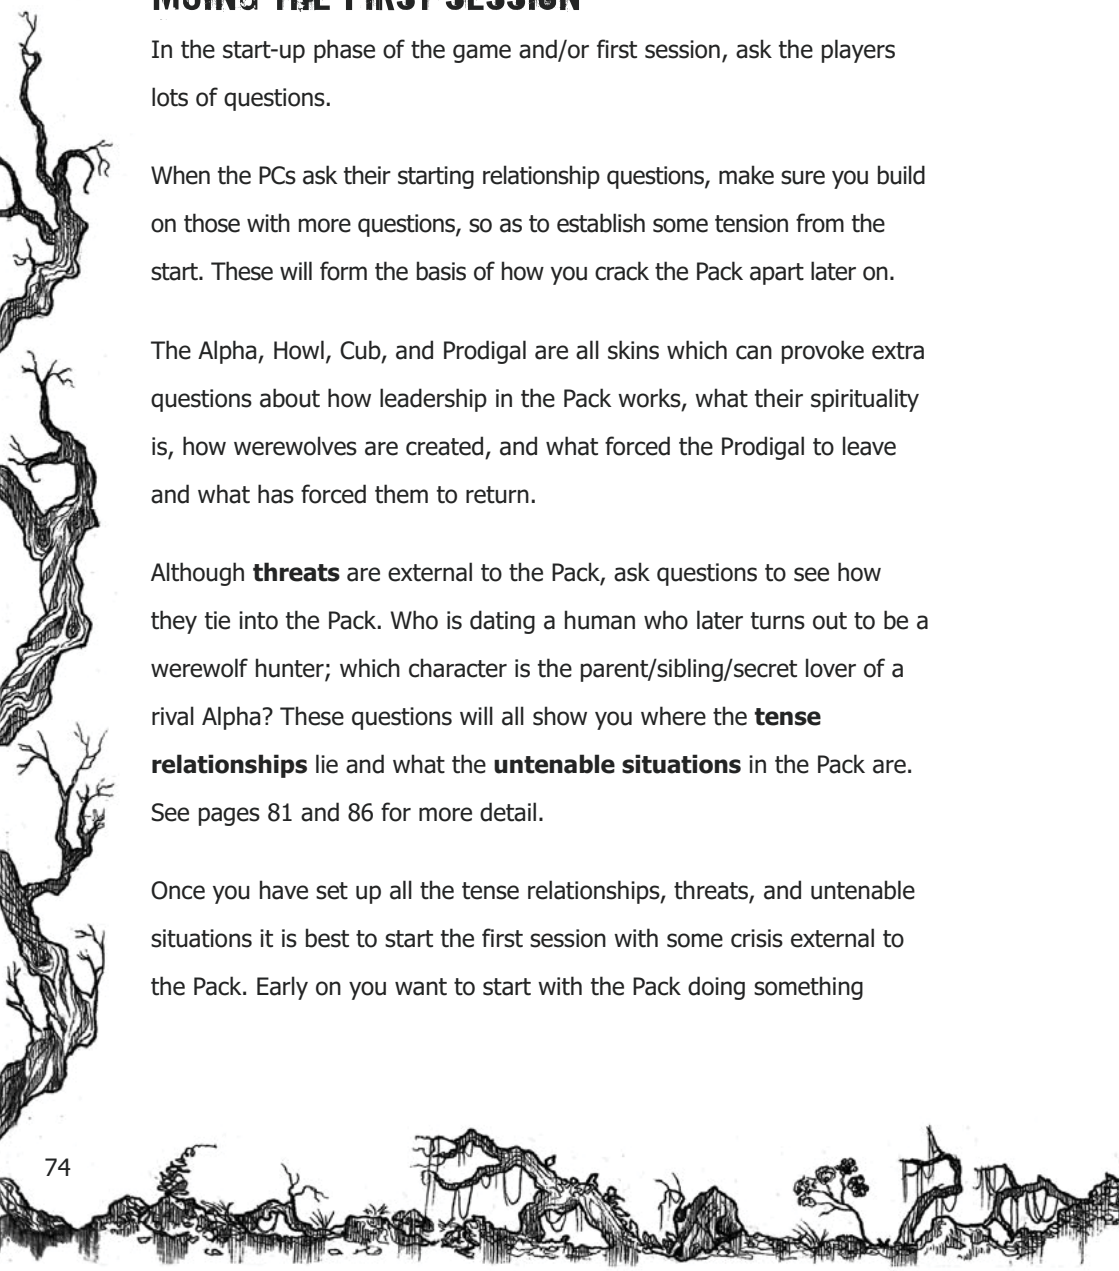 MCING THE FIRST SESSION
In the start-up phase of the game and/or first session, ask the players
lots of questions.
When the PCs ask their starting relationship questions, make sure you build
on those with more questions, so as to establish some tension from the
start. These will form the basis of how you crack the Pack apart later on.
The Alpha, Howl, Cub, and Prodigal are all skins which can provoke extra
questions about how leadership in the Pack works, what their spirituality
is, how werewolves are created, and what forced the Prodigal to leave
and what has forced them to return.
Although threats are external to the Pack, ask questions to see how
they tie into the Pack. Who is dating a human who later turns out to be a
werewolf hunter; which character is the parent/sibling/secret lover of a
rival Alpha? These questions will all show you where the tense
relationships lie and what the untenable situations in the Pack are.
See pages 81 and 86 for more detail.
Once you have set up all the tense relationships, threats, and untenable
situations it is best to start the first session with some crisis external to
the Pack. Early on you want to start with the Pack doing something
74